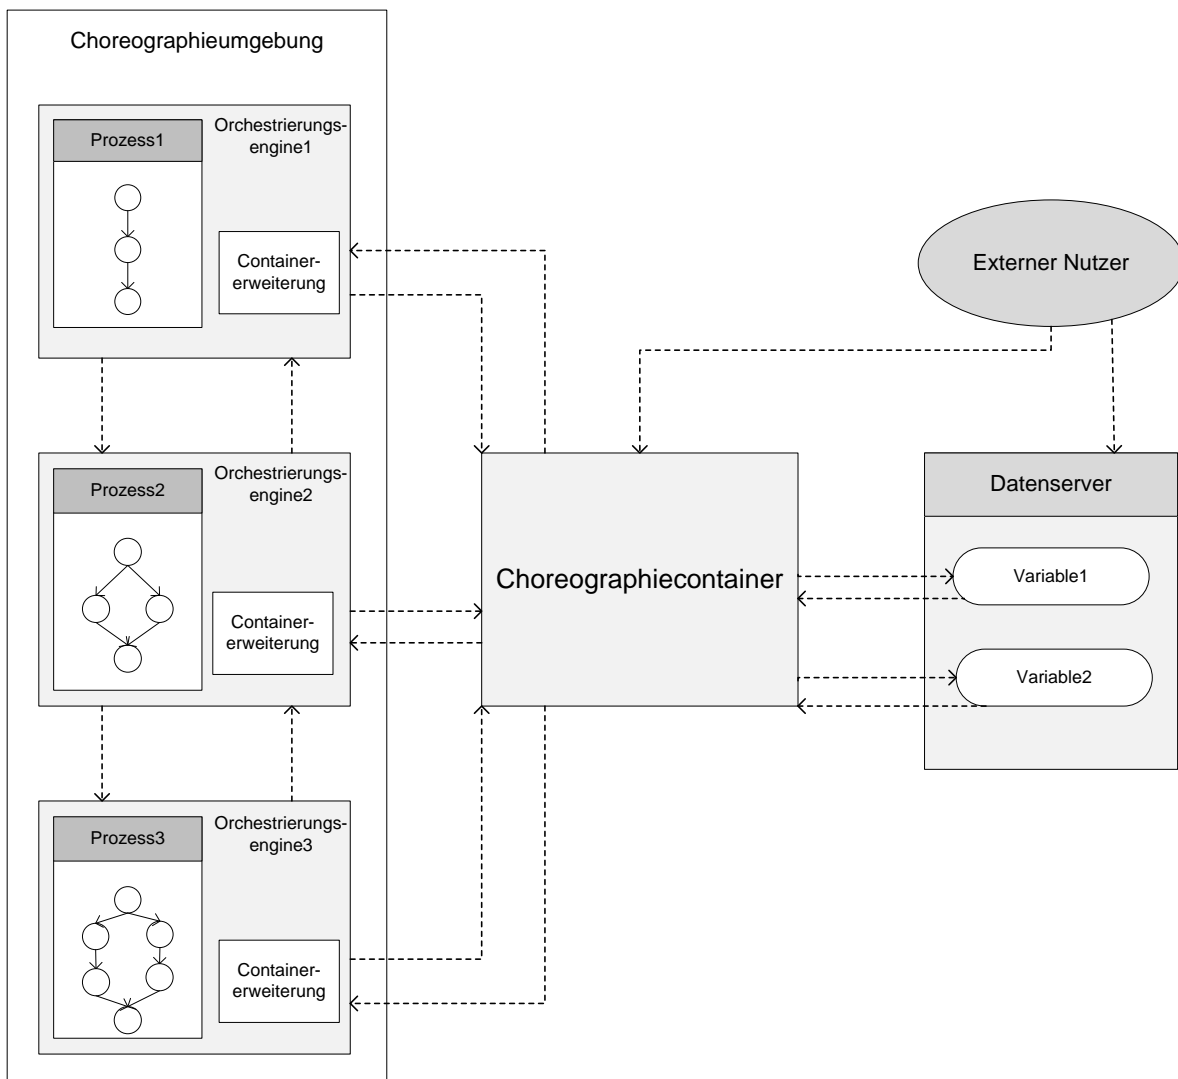 Choreographieumgebung
Prozess1
Orchestrierungs-
engine1
Container-
erweiterung
Externer Nutzer
Prozess2
Orchestrierungs-
engine2
Container-
erweiterung
Choreographiecontainer
Datenserver
Variable1
Variable2
Prozess3
Orchestrierungs-
engine3
Container-
erweiterung